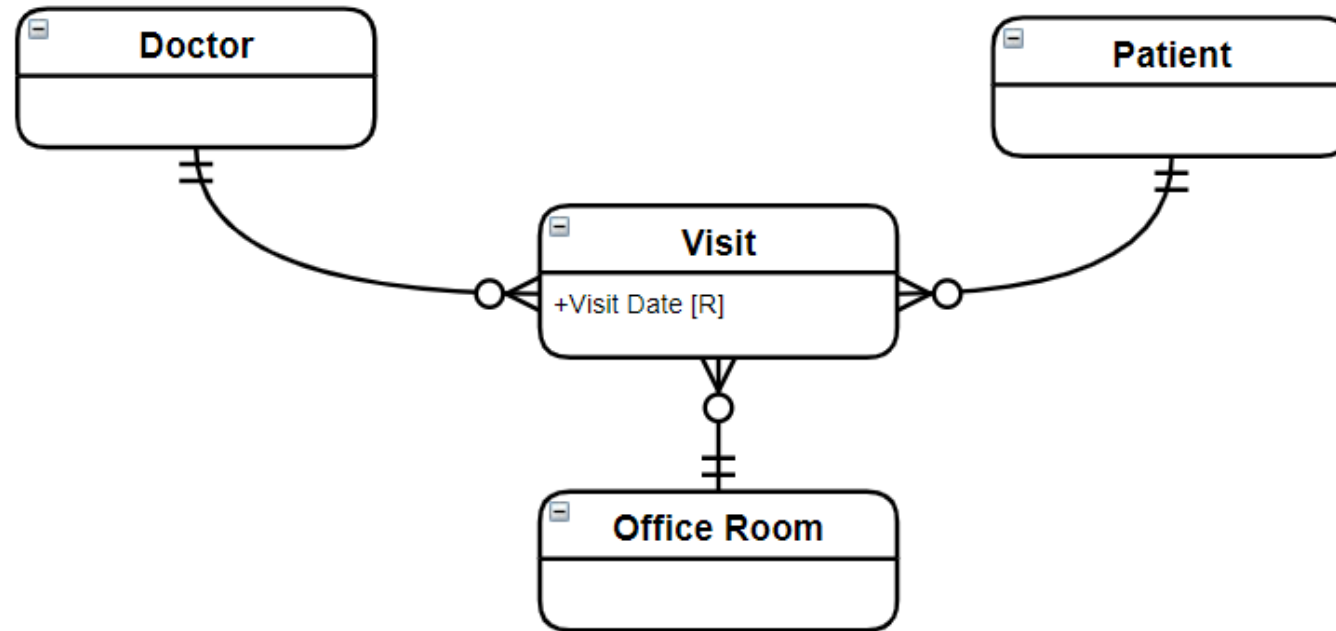 Doctor
Patient
Visit
+Visit Date [R]
Office Room